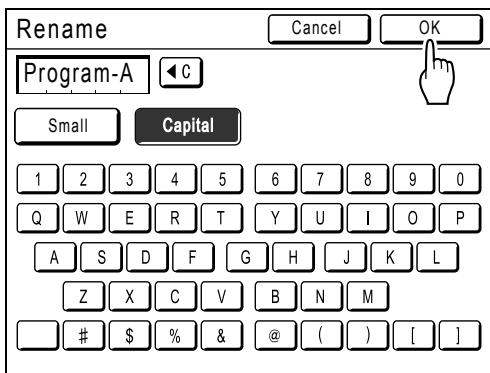 Rename Cancel OK
Program-A ◀C
Small Capital
1 2 3 4 5 6 7 8 9 0
Q W E R T Y U I O P
A S D F G H J K L
Z X C V B N M
# $ % & @ ( ) [ ]